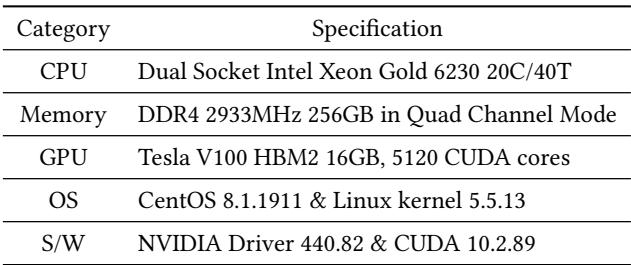 Category Specification
CPU Dual Socket Intel Xeon Gold 6230 20C/40T
Memory DDR4 2933MHz 256GB in Quad Channel Mode
GPU Tesla V100 HBM2 16GB, 5120 CUDA cores
OS CentOS 8.1.1911 & Linux kernel 5.5.13
S/W NVIDIA Driver 440.82 & CUDA 10.2.89